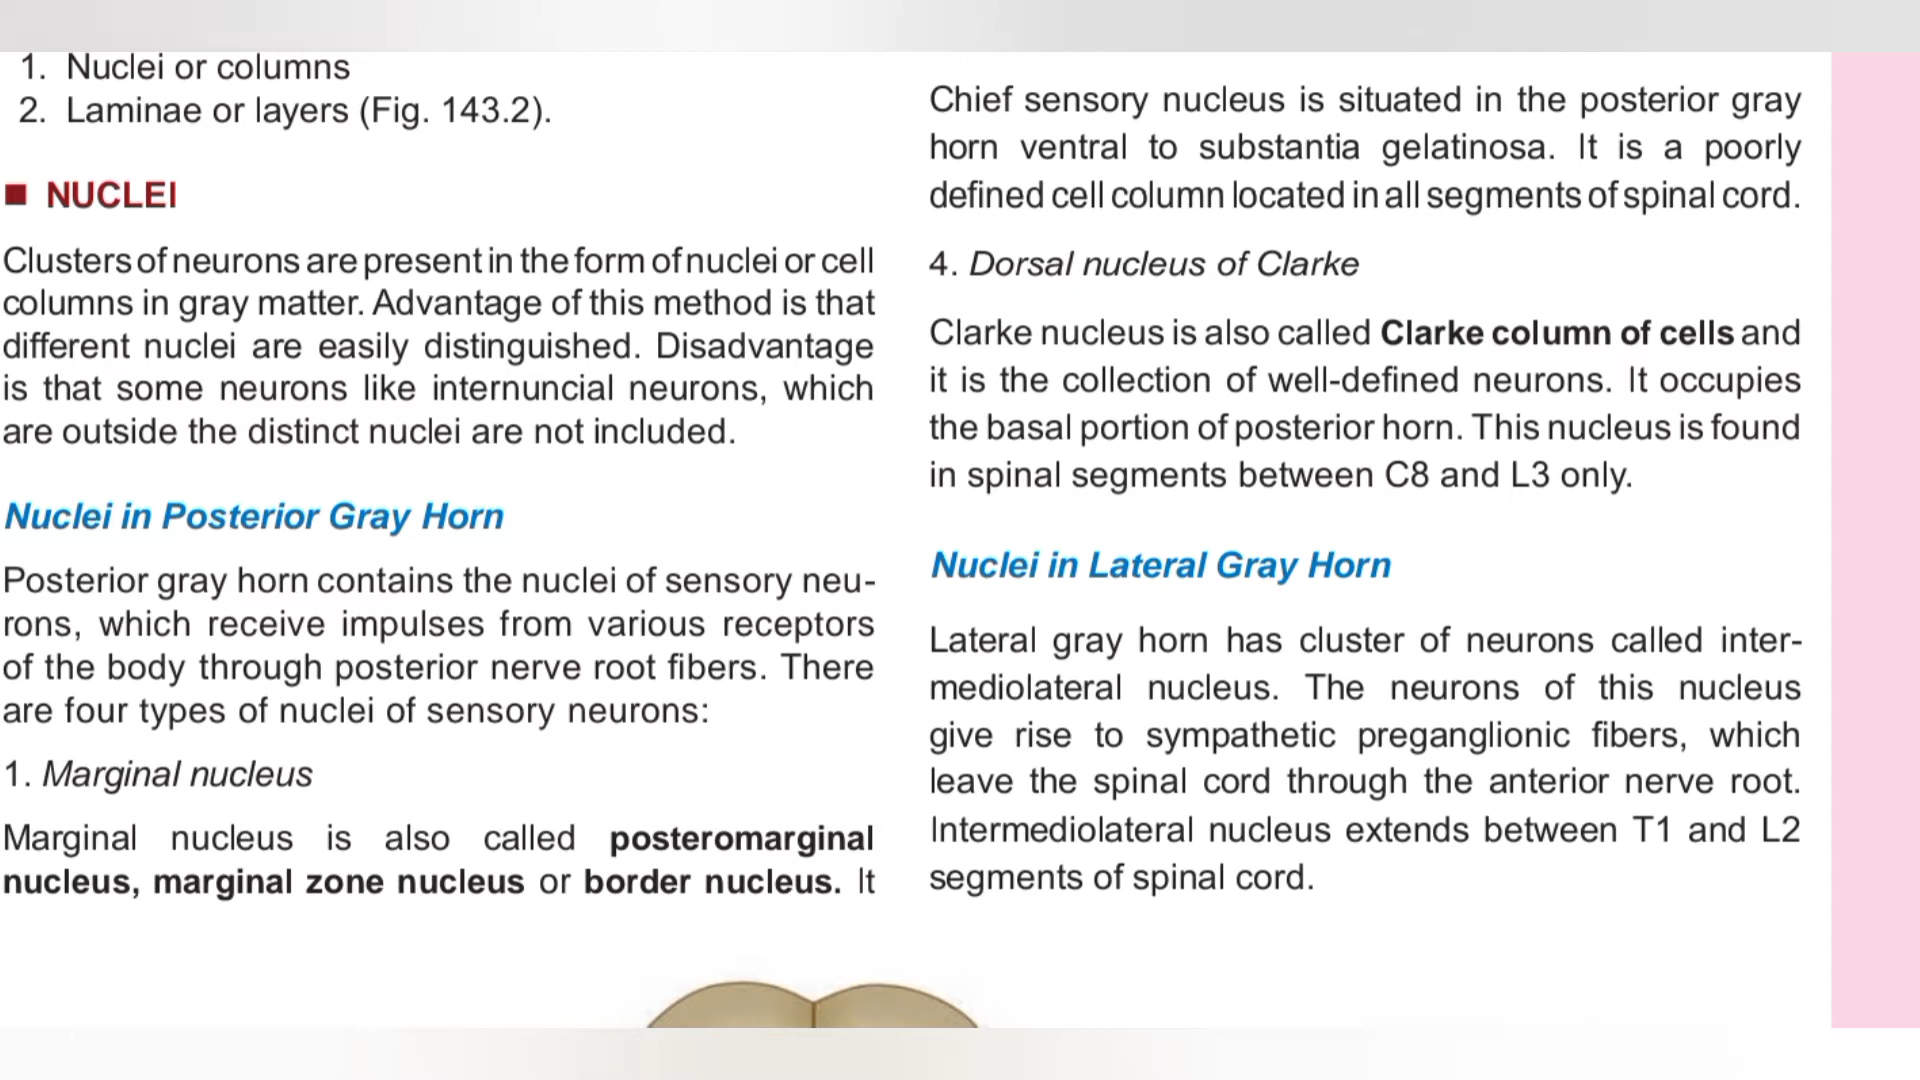 1. Nuclei or columns
2. Laminae or layers (Fig. 143.2).
NUCLEI
Clusters of neurons are present in the form of nuclei or cell
columns in gray matter. Advantage of this method is that
different nuclei are easily distinguished. Disadvantage
is that some neurons like internuncial neurons, which
are outside the distinct nuclei are not included.
Nuclei in Posterior Gray Horn
Posterior gray horn contains the nuclei of sensory neu-
rons, which receive impulses from various receptors
of the body through posterior nerve root fibers. There
are four types of nuclei of sensory neurons:
1. Marginal nucleus
Marginal nucleus is also called posteromarginal
nucleus, marginal zone nucleus or border nucleus. It
Chief sensory nucleus is situated in the posterior gray
horn ventral to substantia gelatinosa. It is a poorly
defined cell column located in all segments of spinal cord.
4. Dorsal nucleus of Clarke
Clarke nucleus is also called Clarke column of cells and
it is the collection of well-defined neurons. It occupies
the basal portion of posterior horn. This nucleus is found
in spinal segments between C8 and L3 only.
Nuclei in Lateral Gray Horn
Lateral gray horn has cluster of neurons called inter-
mediolateral nucleus. The neurons of this nucleus
give rise to sympathetic preganglionic fibers, which
leave the spinal cord through the anterior nerve root.
Intermediolateral nucleus extends between T1 and L2
segments of spinal cord.